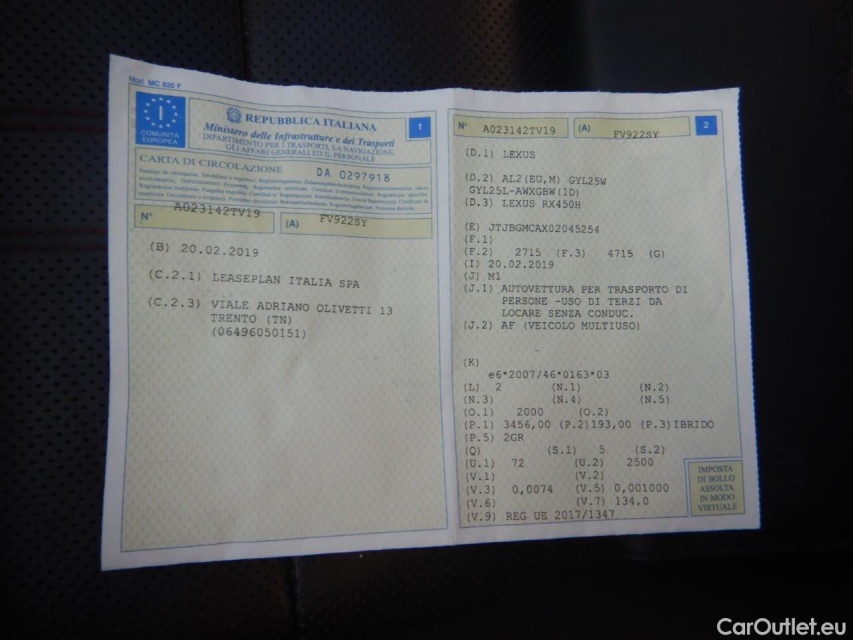 Mod. MC 820 F
COMUNITÀ
EUROPEA
I
REPUBBLICA ITALIANA
Ministero delle Infrastrutture e dei Trasporti
DIPARTIMENTO PER I TRASPORTI, LA NAVIGAZIONE,
GLI AFFARI GENERALI ED IL PERSONALE
1
CARTA DI CIRCOLAZIONE
DA 0297918
N° A023142TV19
(A) FV922SY
(B) 20.02.2019
(C.2.1) LEASEPLAN ITALIA SPA
(C.2.3) VIALE ADRIANO OLIVETTI 13
TRENTO (TN)
(06496050151)
N° A023142TV19
(A) FV922SY
2
(D.1) LEXUS
(D.2) AL2(EU,M) GYL25W
GYL25L-AWXGBW(1D)
(D.3) LEXUS RX450H
(E) JTJBGMCAX02045254
(F.1)
(F.2) 2715 (F.3) 4715 (G)
(I) 20.02.2019
(J) M1
(J.1) AUTOVETTURA PER TRASPORTO DI
PERSONE -USO DI TERZI DA
LOCARE SENZA CONDUC.
(J.2) AF (VEICOLO MULTIUSO)
(K)
e6*2007/46*0163*03
(L) 2 (N.1) (N.2)
(N.3) (N.4) (N.5)
(O.1) 2000 (O.2)
(P.1) 3456,00 (P.2)193,00 (P.3)IBRIDO
(P.5) 2GR
(Q) (S.1) 5 (S.2)
(U.1) 72 (U.2) 2500
(V.1) (V.2)
(V.3) 0,0074 (V.5) 0,001000
(V.6) (V.7) 134,0
(V.9) REG UE 2017/1347
IMPOSTA
DI BOLLO
ASSOLTA
IN MODO
VIRTUALE
CarOutlet.eu